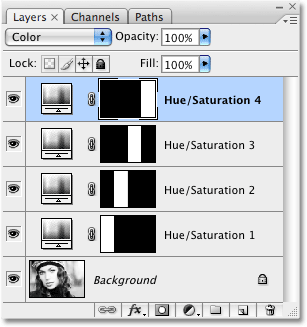 Layers × Channels Paths
Color Opacity: 100%
Lock: Fill: 100%
Hue/Saturation 4
Hue/Saturation 3
Hue/Saturation 2
Hue/Saturation 1
Background
fx